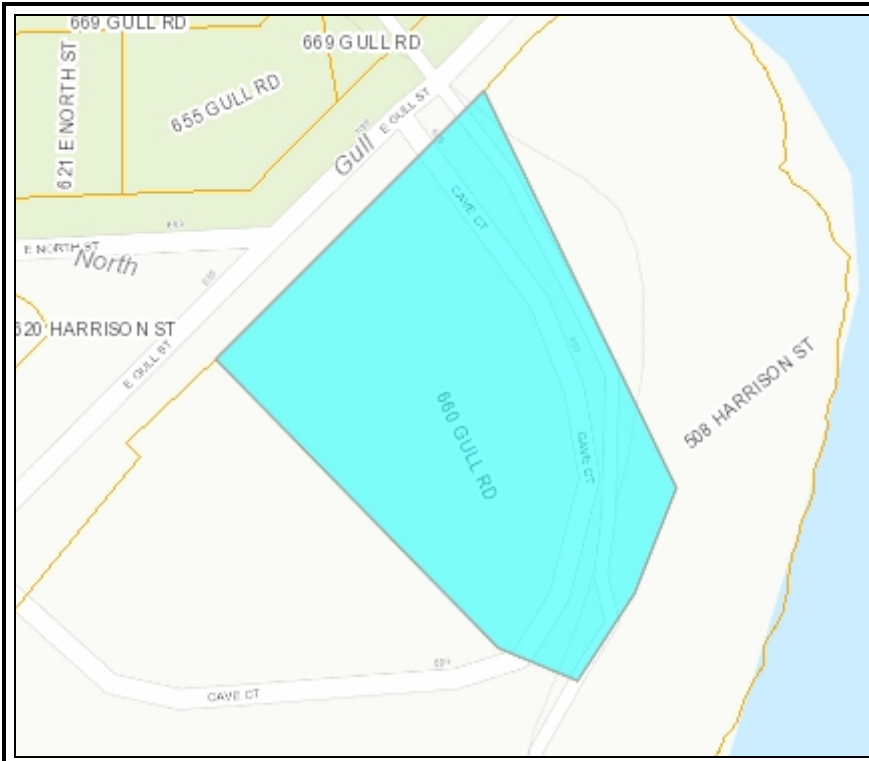 669 GULL RD
669 GULL RD
621 E NORTH ST
655 GULL RD
E GULL ST
Gull
CAVE CT
E NORTH ST
North
620 HARRISON ST
E GULL ST
660 GULL RD
508 HARRISON ST
CAVE CT
CAVE CT